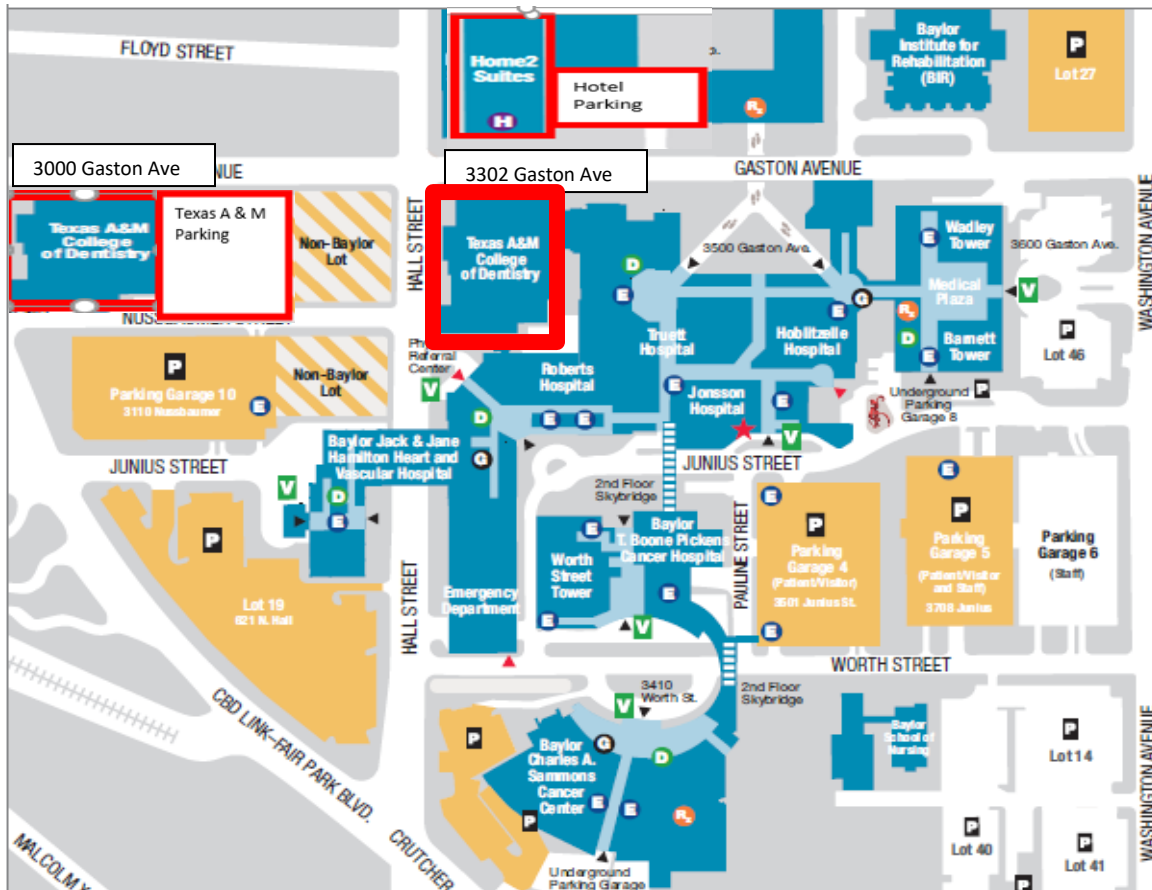 FLOYD STREET
Home2
Suites
H
Hotel
Parking
Rx
Baylor
Institute for
Rehabilitation
(BIR)
P
Lot 27
3000 Gaston Ave
3302 Gaston Ave
GASTON AVENUE
Texas A&M
College
of Dentistry
Texas A & M
Parking
Non-Baylor
Lot
HALL STREET
Texas A&M
College
of Dentistry
3500 Gaston Ave.
D
E
Truett
Hospital
Hoblitzelle
Hospital
E
G
Wadley
Tower
E
Medical
Plaza
Rx
D
Barnett
Tower
E
3600 Gaston Ave.
V
P
Lot 46
WASHINGTON AVENUE
P
Parking Garage 10
3110 Nussbaumer
E
Non-Baylor
Lot
Referral
Center
V
Roberts
Hospital
E
E
D
G
E
Jonsson
Hospital
E
V
Underground
Parking
Garage 8
P
JUNIUS STREET
JUNIUS STREET
Baylor Jack & Jane
Hamilton Heart and
Vascular Hospital
V
D
E
P
Lot 19
621 N. Hall
HALL STREET
Emergency
Department
2nd Floor
Skybridge
Baylor
T. Boone Pickens
Cancer Hospital
E
Worth
Street
Tower
E
E
V
PAULINE STREET
E
P
Parking
Garage 4
(Patient/Visitor)
3501 Junius St.
E
E
P
Parking
Garage 5
(Patient/Visitor
and Staff)
3708 Junius
Parking
Garage 6
(Staff)
WORTH STREET
2nd Floor
Skybridge
3410
Worth St.
V
CBD LINK–FAIR PARK BLVD.
P
Baylor
Charles A.
Sammons
Cancer
Center
G
D
E
E
Rx
P
Baylor
School of
Nursing
P
Lot 14
P
Lot 40
P
Lot 41
P
WASHINGTON AVENUE
MALCOLM X
CRUTCHER
Underground
Parking Garage